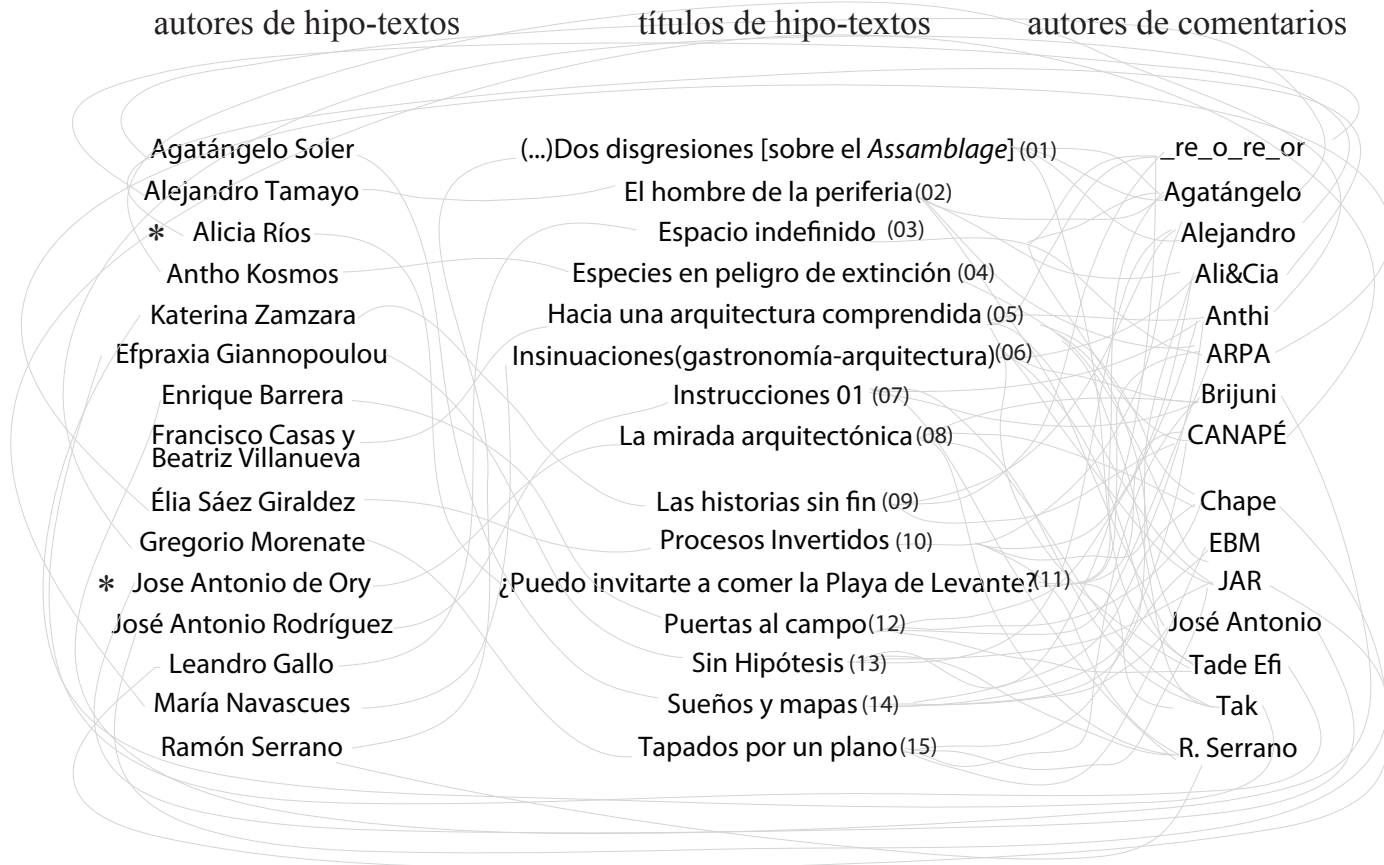 autores de hipo-textos títulos de hipo-textos autores de comentarios
Agatángelo Soler (...)Dos disgresiones [sobre el Assamblage] (01) _re_o_re_or
Alejandro Tamayo El hombre de la periferia(02) Agatángelo
* Alicia Ríos Espacio indefinido (03) Alejandro
Antho Kosmos Especies en peligro de extinción (04) Ali&Cia
Katerina Zamzara Hacia una arquitectura comprendida (05) Anthi
Efpraxia Giannopoulou Insinuaciones(gastronomía-arquitectura)(06) ARPA
Enrique Barrera Instrucciones 01 (07) Brijuni
Francisco Casas y La mirada arquitectónica(08) CANAPÉ
Beatriz Villanueva
Élia Sáez Giraldez Las historias sin fin (09) Chape
Gregorio Morenate Procesos Invertidos (10) EBM
* Jose Antonio de Ory ¿Puedo invitarte a comer la Playa de Levante?(11) JAR
José Antonio Rodríguez Puertas al campo(12) José Antonio
Leandro Gallo Sin Hipótesis (13) Tade Efi
María Navascues Sueños y mapas (14) Tak
Ramón Serrano Tapados por un plano(15) R. Serrano